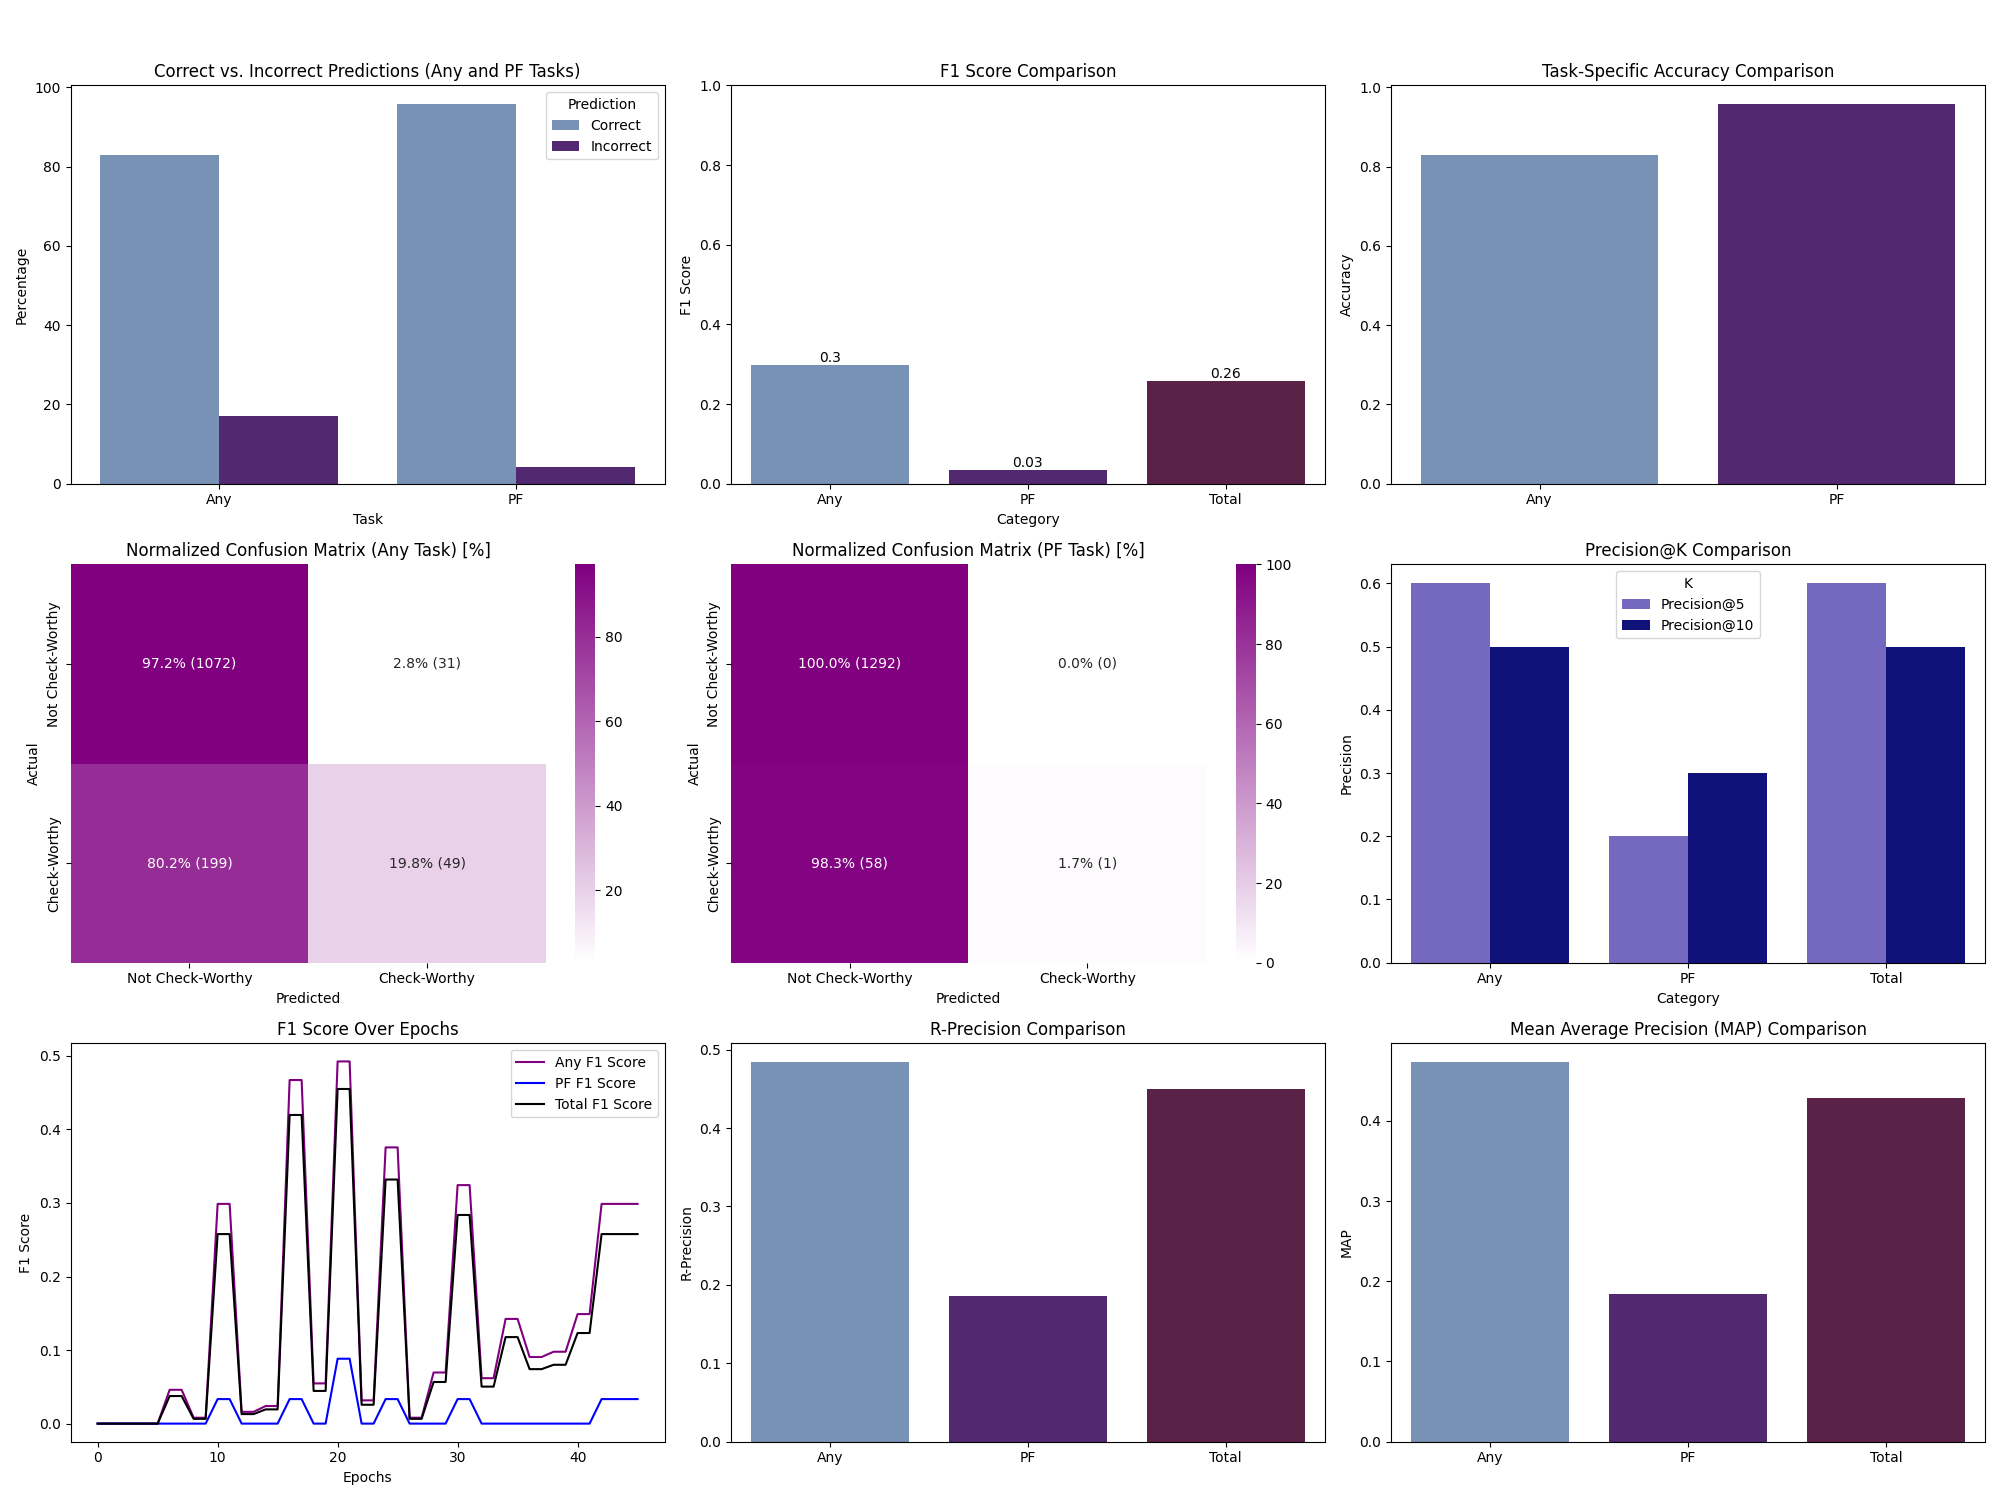 Correct vs. Incorrect Predictions (Any and PF Tasks)
Percentage
100
80
60
40
20
0
Prediction
Correct
Incorrect
Any
PF
Task
F1 Score Comparison
F1 Score
1.0
0.8
0.6
0.4
0.2
0.0
0.3
0.03
0.26
Any
PF
Total
Category
Task-Specific Accuracy Comparison
Accuracy
1.0
0.8
0.6
0.4
0.2
0.0
Any
PF
Normalized Confusion Matrix (Any Task) [%]
Actual
Not Check-Worthy
Check-Worthy
97.2% (1072)
2.8% (31)
80.2% (199)
19.8% (49)
80
60
40
20
Not Check-Worthy
Check-Worthy
Predicted
Normalized Confusion Matrix (PF Task) [%]
Actual
Not Check-Worthy
Check-Worthy
100.0% (1292)
0.0% (0)
98.3% (58)
1.7% (1)
100
80
60
40
20
0
Not Check-Worthy
Check-Worthy
Predicted
Precision@K Comparison
Precision
0.6
0.5
0.4
0.3
0.2
0.1
0.0
K
Precision@5
Precision@10
Any
PF
Total
Category
F1 Score Over Epochs
F1 Score
0.5
0.4
0.3
0.2
0.1
0.0
Any F1 Score
PF F1 Score
Total F1 Score
0
10
20
30
40
Epochs
R-Precision Comparison
R-Precision
0.5
0.4
0.3
0.2
0.1
0.0
Any
PF
Total
Mean Average Precision (MAP) Comparison
MAP
0.4
0.3
0.2
0.1
0.0
Any
PF
Total